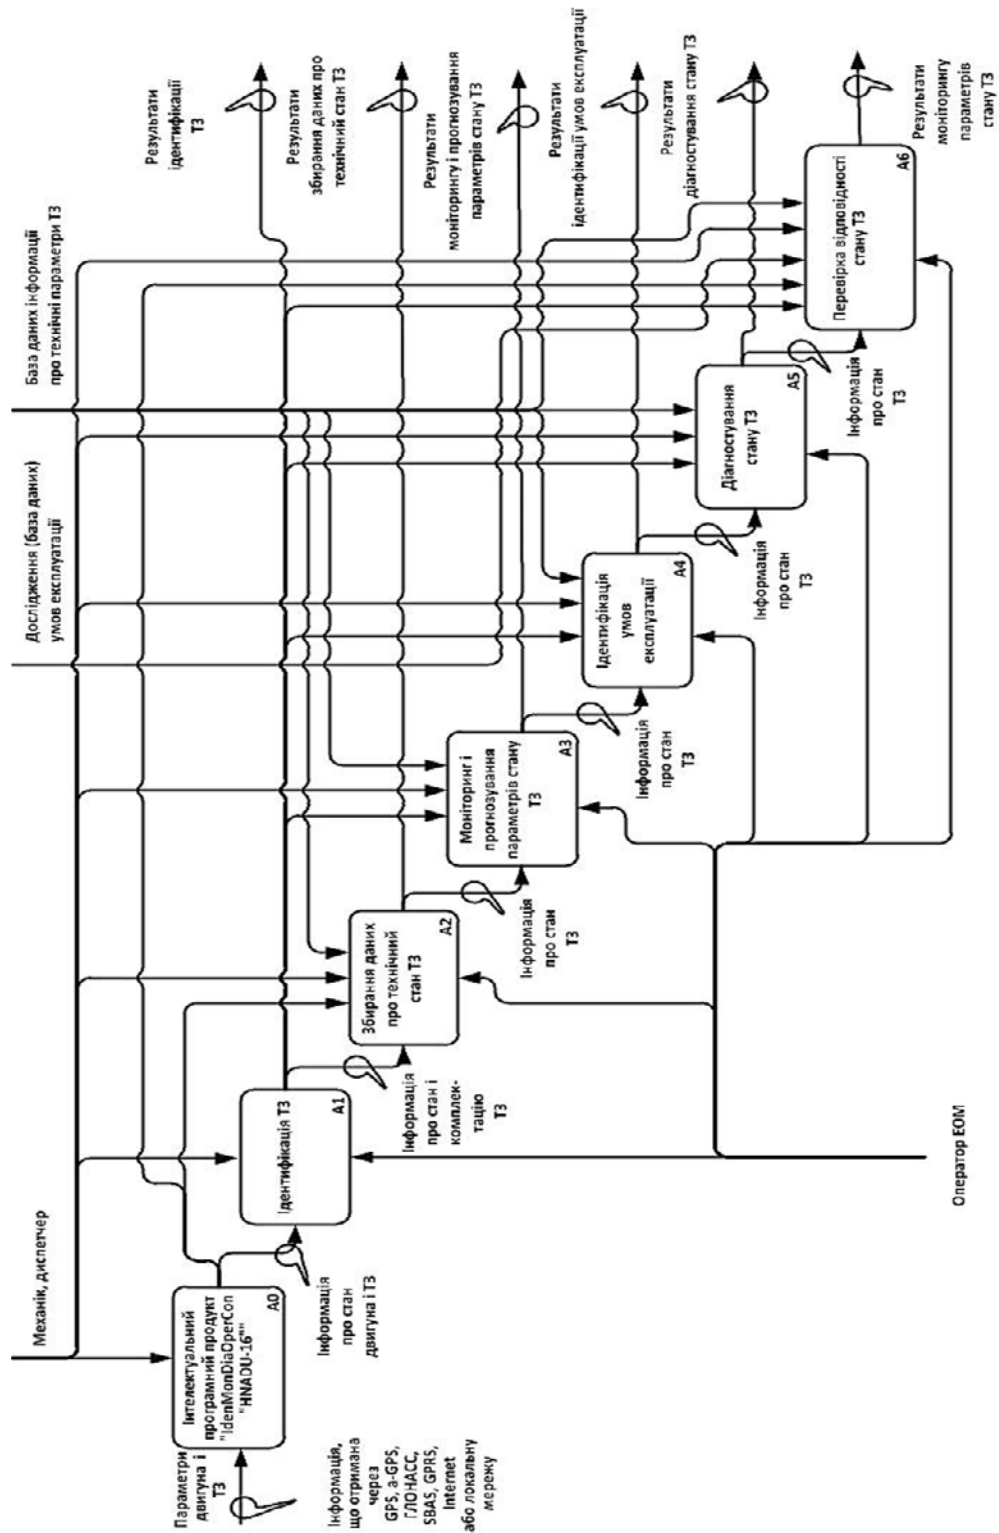 Механік, диспетчер
Дослідження (база даних)
умов експлуатації
База даних інформації
про технічні параметри ТЗ
Результати
ідентифікації
ТЗ
Результати
збирання даних про
технічний стан ТЗ
Результати
моніторингу і прогнозування
параметрів стану ТЗ
Результати
ідентифікації умов експлуатації
Результати
діагностування стану ТЗ
Результати
моніторингу
параметрів
стану ТЗ
Параметри
двигуна і
ТЗ
Інформація,
що отримана
через
GPS, a-GPS,
ГЛОНАСС,
SBAS, GPRS,
Internet
або локальну
мережу
Інтелектуальний
програмний продукт
"IdenMonDiaOperCon
"HNADU-16""
A0
Інформація
про стан
двигуна і ТЗ
Ідентифікація ТЗ
A1
Інформація
про стан і
комплек-
тацію
ТЗ
Збирання даних
про технічний
стан ТЗ
A2
Інформація
про стан
ТЗ
Моніторинг і
прогнозування
параметрів стану
ТЗ
A3
Інформація
про стан
ТЗ
Ідентифікація
умов
експлуатації
A4
Інформація
про стан
ТЗ
Діагностування
стану ТЗ
A5
Інформація
про стан
ТЗ
Перевірка відповідності
стану ТЗ
A6
Оператор ЕОМ